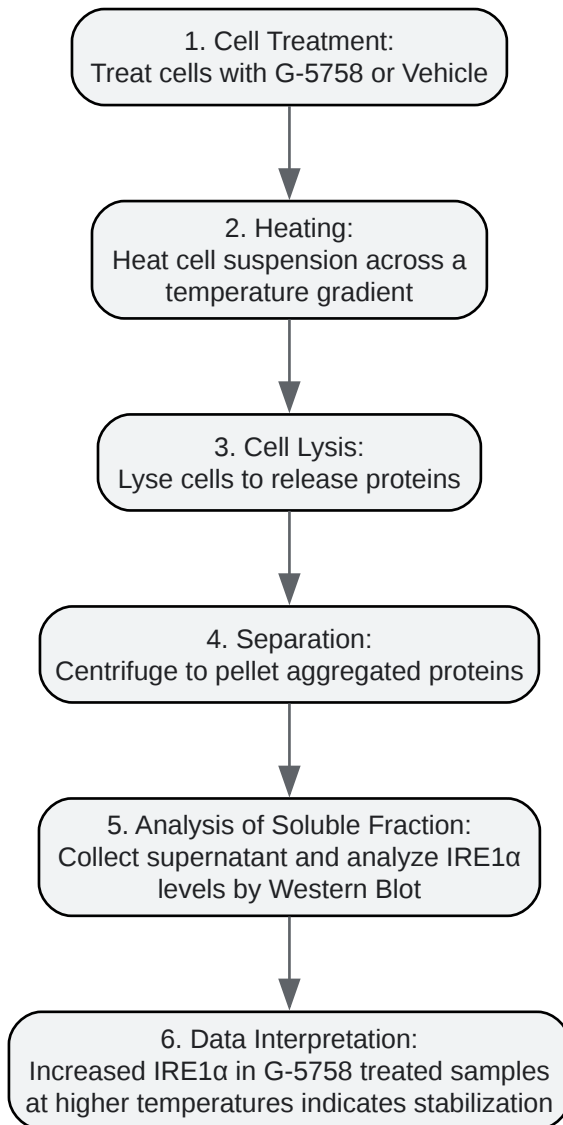 1. Cell Treatment:
Treat cells with G-5758 or Vehicle
2. Heating:
Heat cell suspension across a
temperature gradient
3. Cell Lysis:
Lyse cells to release proteins
4. Separation:
Centrifuge to pellet aggregated proteins
5. Analysis of Soluble Fraction:
Collect supernatant and analyze IRE1α
levels by Western Blot
6. Data Interpretation:
Increased IRE1α in G-5758 treated samples
at higher temperatures indicates stabilization